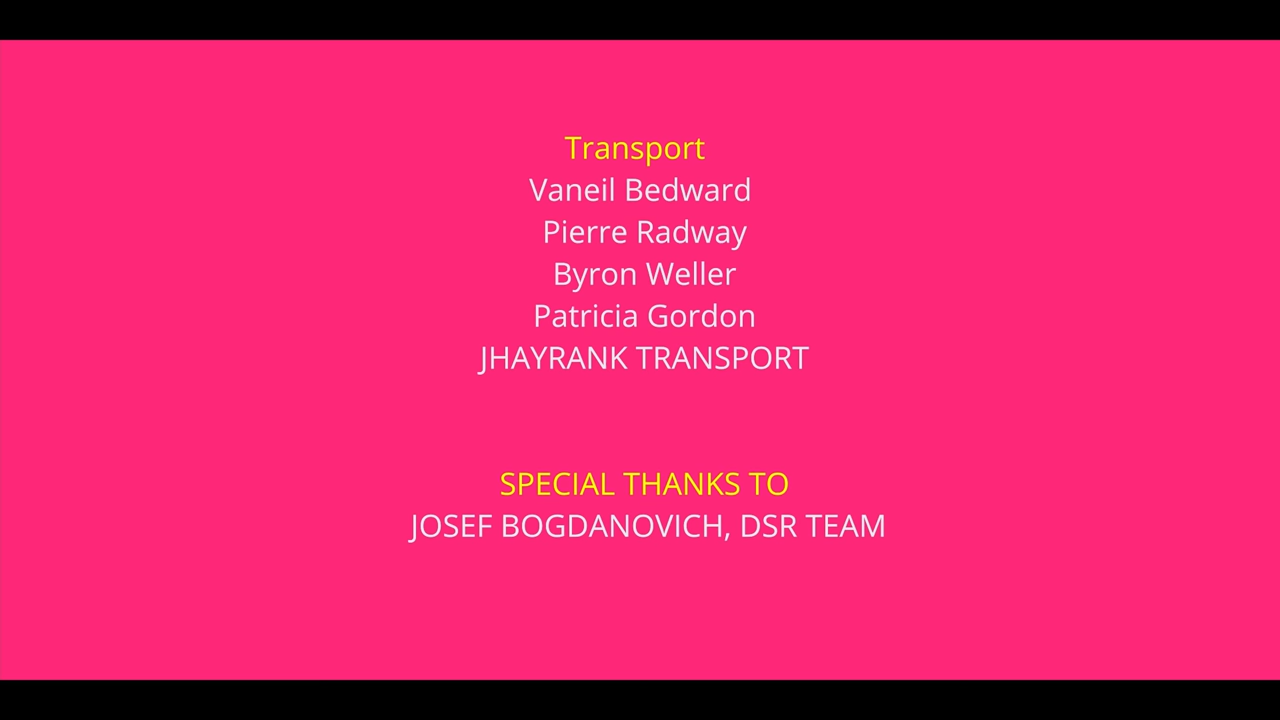 Transport
Vaneil Bedward
Pierre Radway
Byron Weller
Patricia Gordon
JHAYRANK TRANSPORT
SPECIAL THANKS TO
JOSEF BOGDANOVICH, DSR TEAM